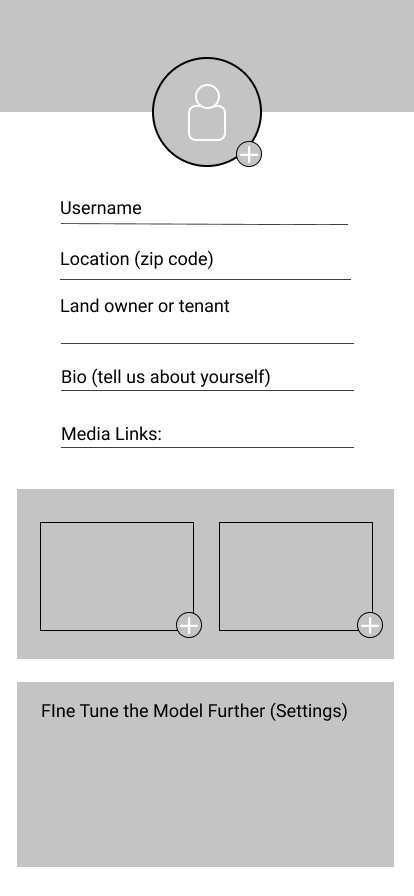 Username
Location (zip code)
Land owner or tenant
Bio (tell us about yourself)
Media Links:
FIne Tune the Model Further (Settings)